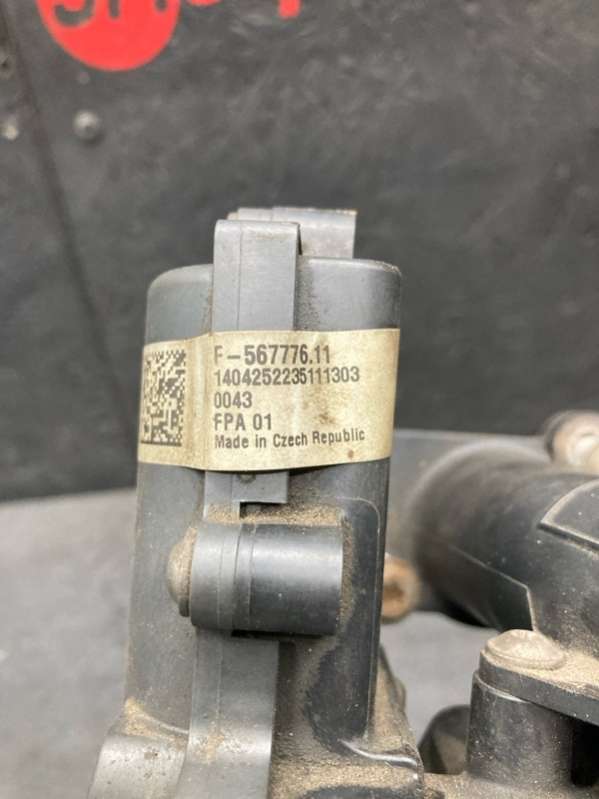 F-567776.11
1404252235111303
0043
FPA 01
Made in Czech Republic